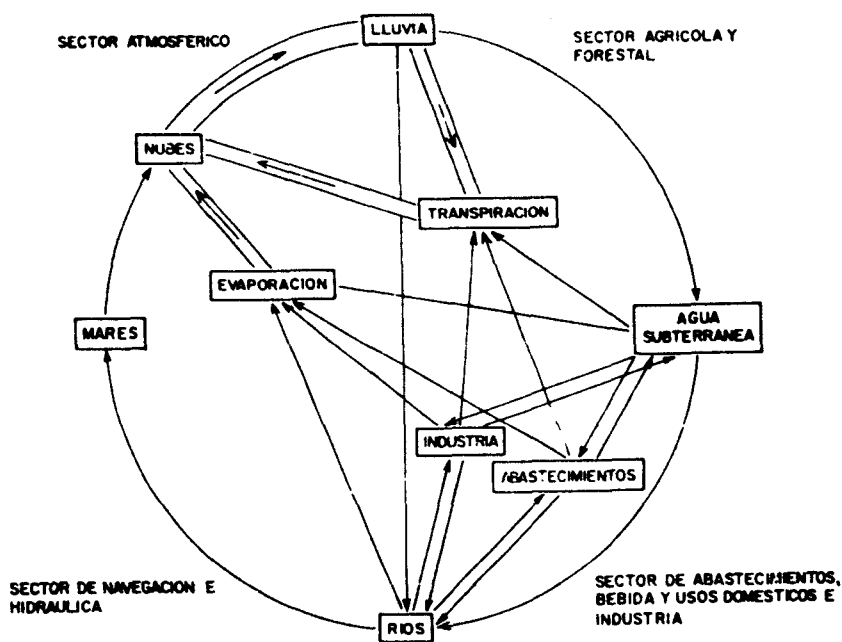 LLUVIA
SECTOR ATMOSFERICO
SECTOR AGRICOLA Y
FORESTAL
NUBES
TRANSPIRACION
EVAPORACION
MARES
AGUA
SUBTERRANEA
INDUSTRIA
ABASTECIMIENTOS
SECTOR DE NAVEGACION E
HIDRAULICA
SECTOR DE ABASTECIMIENTOS,
BEBIDA Y USOS DOMESTICOS E
INDUSTRIA
RIOS